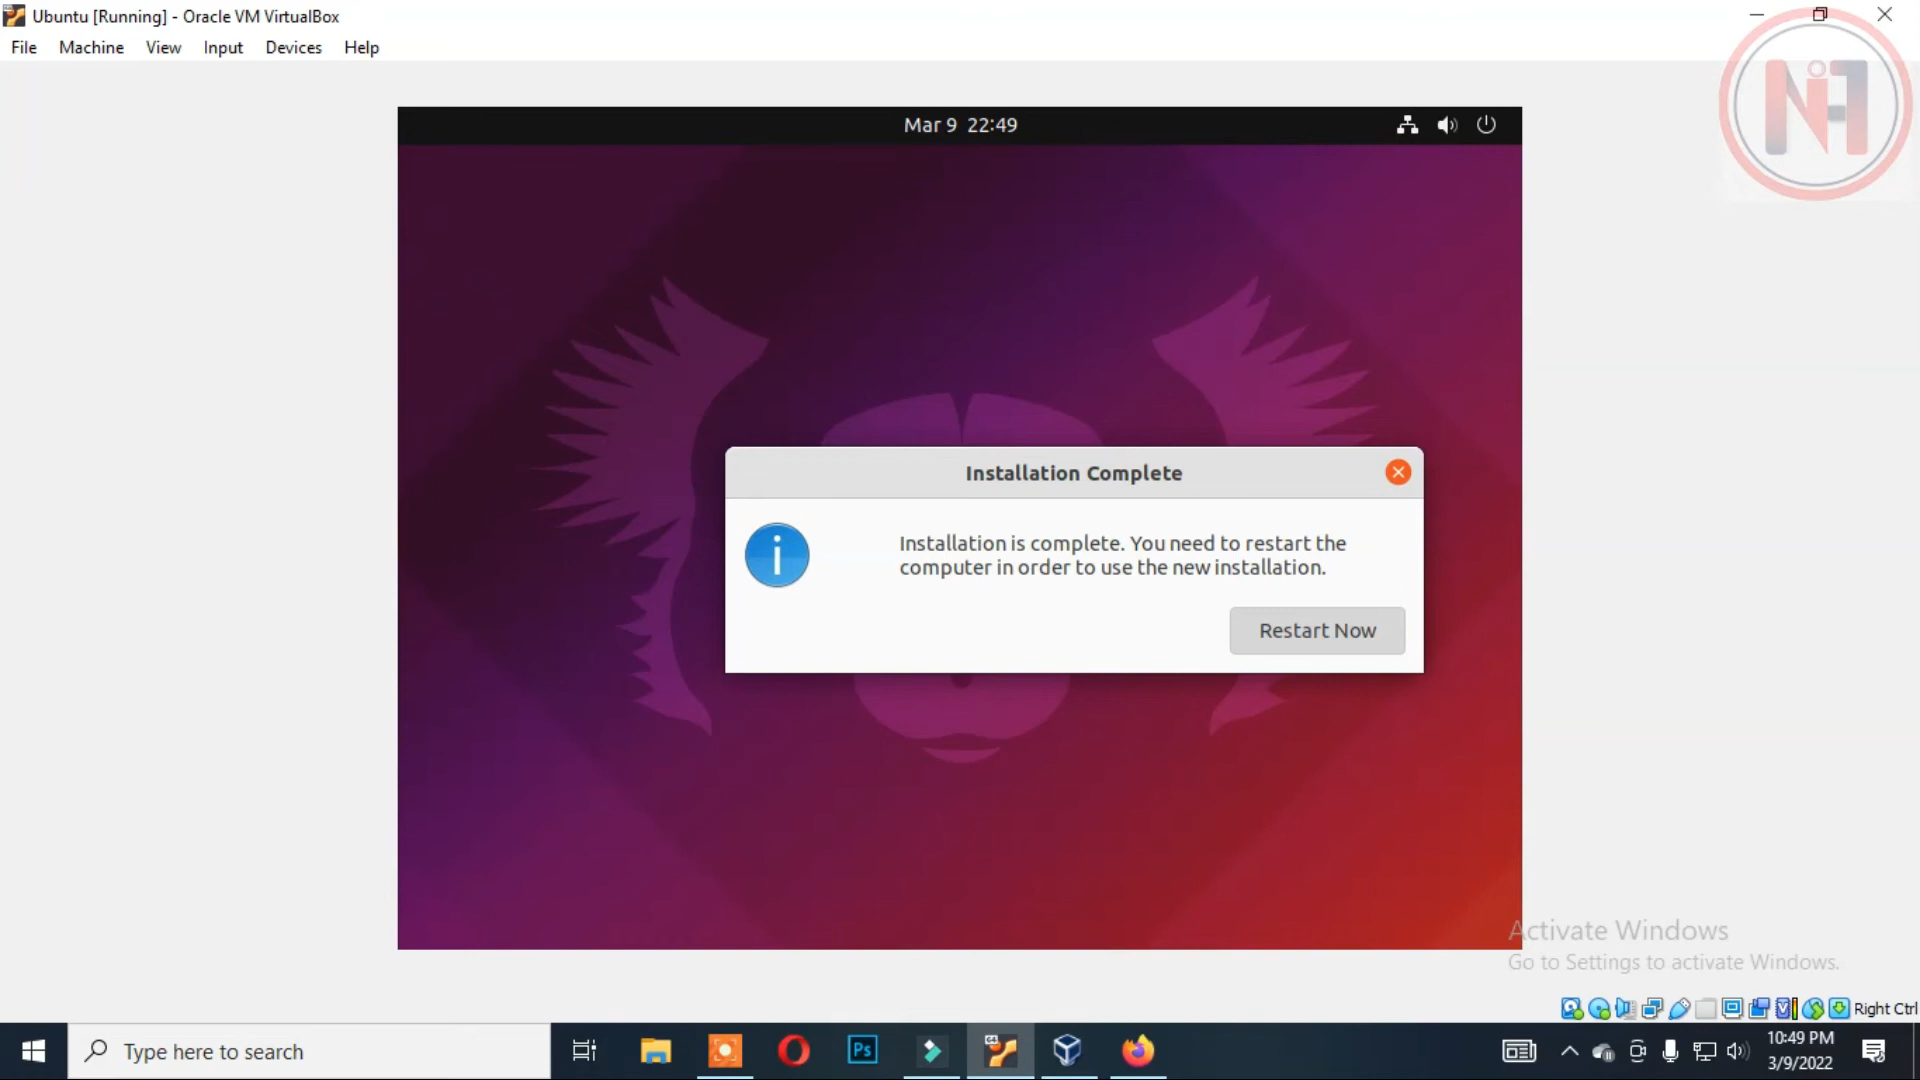 Ubuntu [Running] - Oracle VM VirtualBox
File Machine View Input Devices Help
Mar 9 22:49
Installation Complete
Installation is complete. You need to restart the
computer in order to use the new installation.
Restart Now
Activate Windows
Go to Settings to activate Windows.
Right Ctrl
Type here to search
Ps
64
10:49 PM
3/9/2022